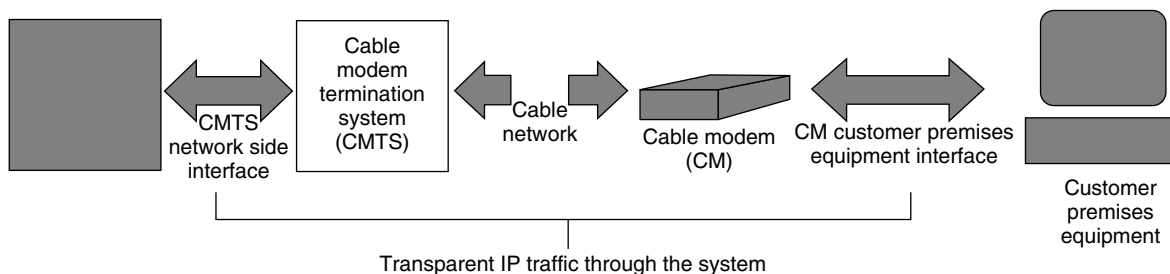 Cable
modem
termination
system
(CMTS)
CMTS
network side
interface
Cable
network
Cable modem
(CM)
CM customer premises
equipment interface
Customer
premises
equipment
Transparent IP traffic through the system